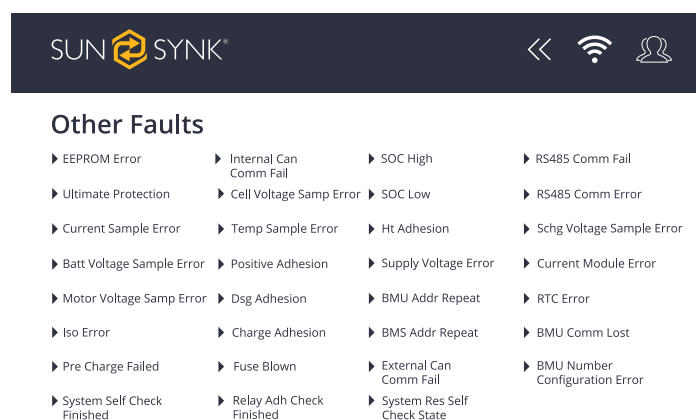 SUN SYNK®
Other Faults
EEPROM Error
Internal Can
Comm Fail
SOC High
RS485 Comm Fail
Ultimate Protection
Cell Voltage Samp Error
SOC Low
RS485 Comm Error
Current Sample Error
Temp Sample Error
Ht Adhesion
Schg Voltage Sample Error
Batt Voltage Sample Error
Positive Adhesion
Supply Voltage Error
Current Module Error
Motor Voltage Samp Error
Dsg Adhesion
BMU Addr Repeat
RTC Error
Iso Error
Charge Adhesion
BMS Addr Repeat
BMU Comm Lost
Pre Charge Failed
Fuse Blown
External Can
Comm Fail
BMU Number
Configuration Error
System Self Check
Finished
Relay Adh Check
Finished
System Res Self
Check State